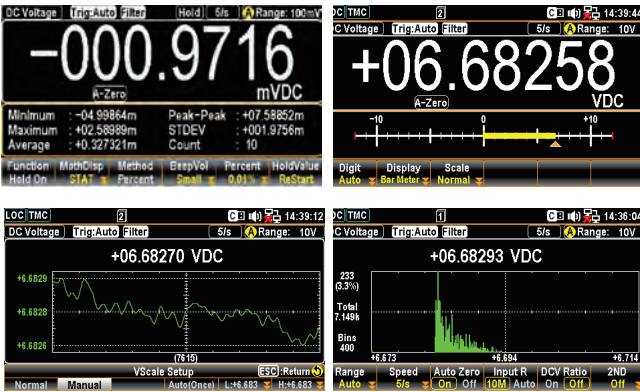 DC Voltage Trig:Auto Filter Hold 5/s A Range: 100mV
−000.9716
A-Zero mVDC
Minimum : −04.99864m Peak-Peak : +07.58852m
Maximum : +02.58989m STDEV : +001.9756m
Average : +0.327321m Count : 10
Function MathDisp Method BeepVol Percent HoldValue
Hold On STAT Percent Small 0.01% ReStart
OC TMC 2 C 14:39:44
DC Voltage Trig:Auto Filter 5/s A Range: 10V
+06.68258
A-Zero VDC
−10 0 +10
Digit Display Scale
Auto Bar Meter Normal
LOC TMC 2 C 14:39:12
DC Voltage Trig:Auto Filter 5/s A Range: 10V
+06.68270 VDC
+6.6829
+6.6828
+6.6826
(7615)
VScale Setup ESC :Return
Normal Manual Auto(Once) L:+6.683 H:+6.683
OC TMC 1 C 14:36:04
DC Voltage Trig:Auto Filter 5/s A Range: 10V
+06.68293 VDC
233
(3.3%)
Total
7.149k
Bins
400
+6.673 +6.694 +6.714
Range Speed Auto Zero Input R DCV Ratio 2ND
Auto 5/s On Off 10M Auto On Off Off